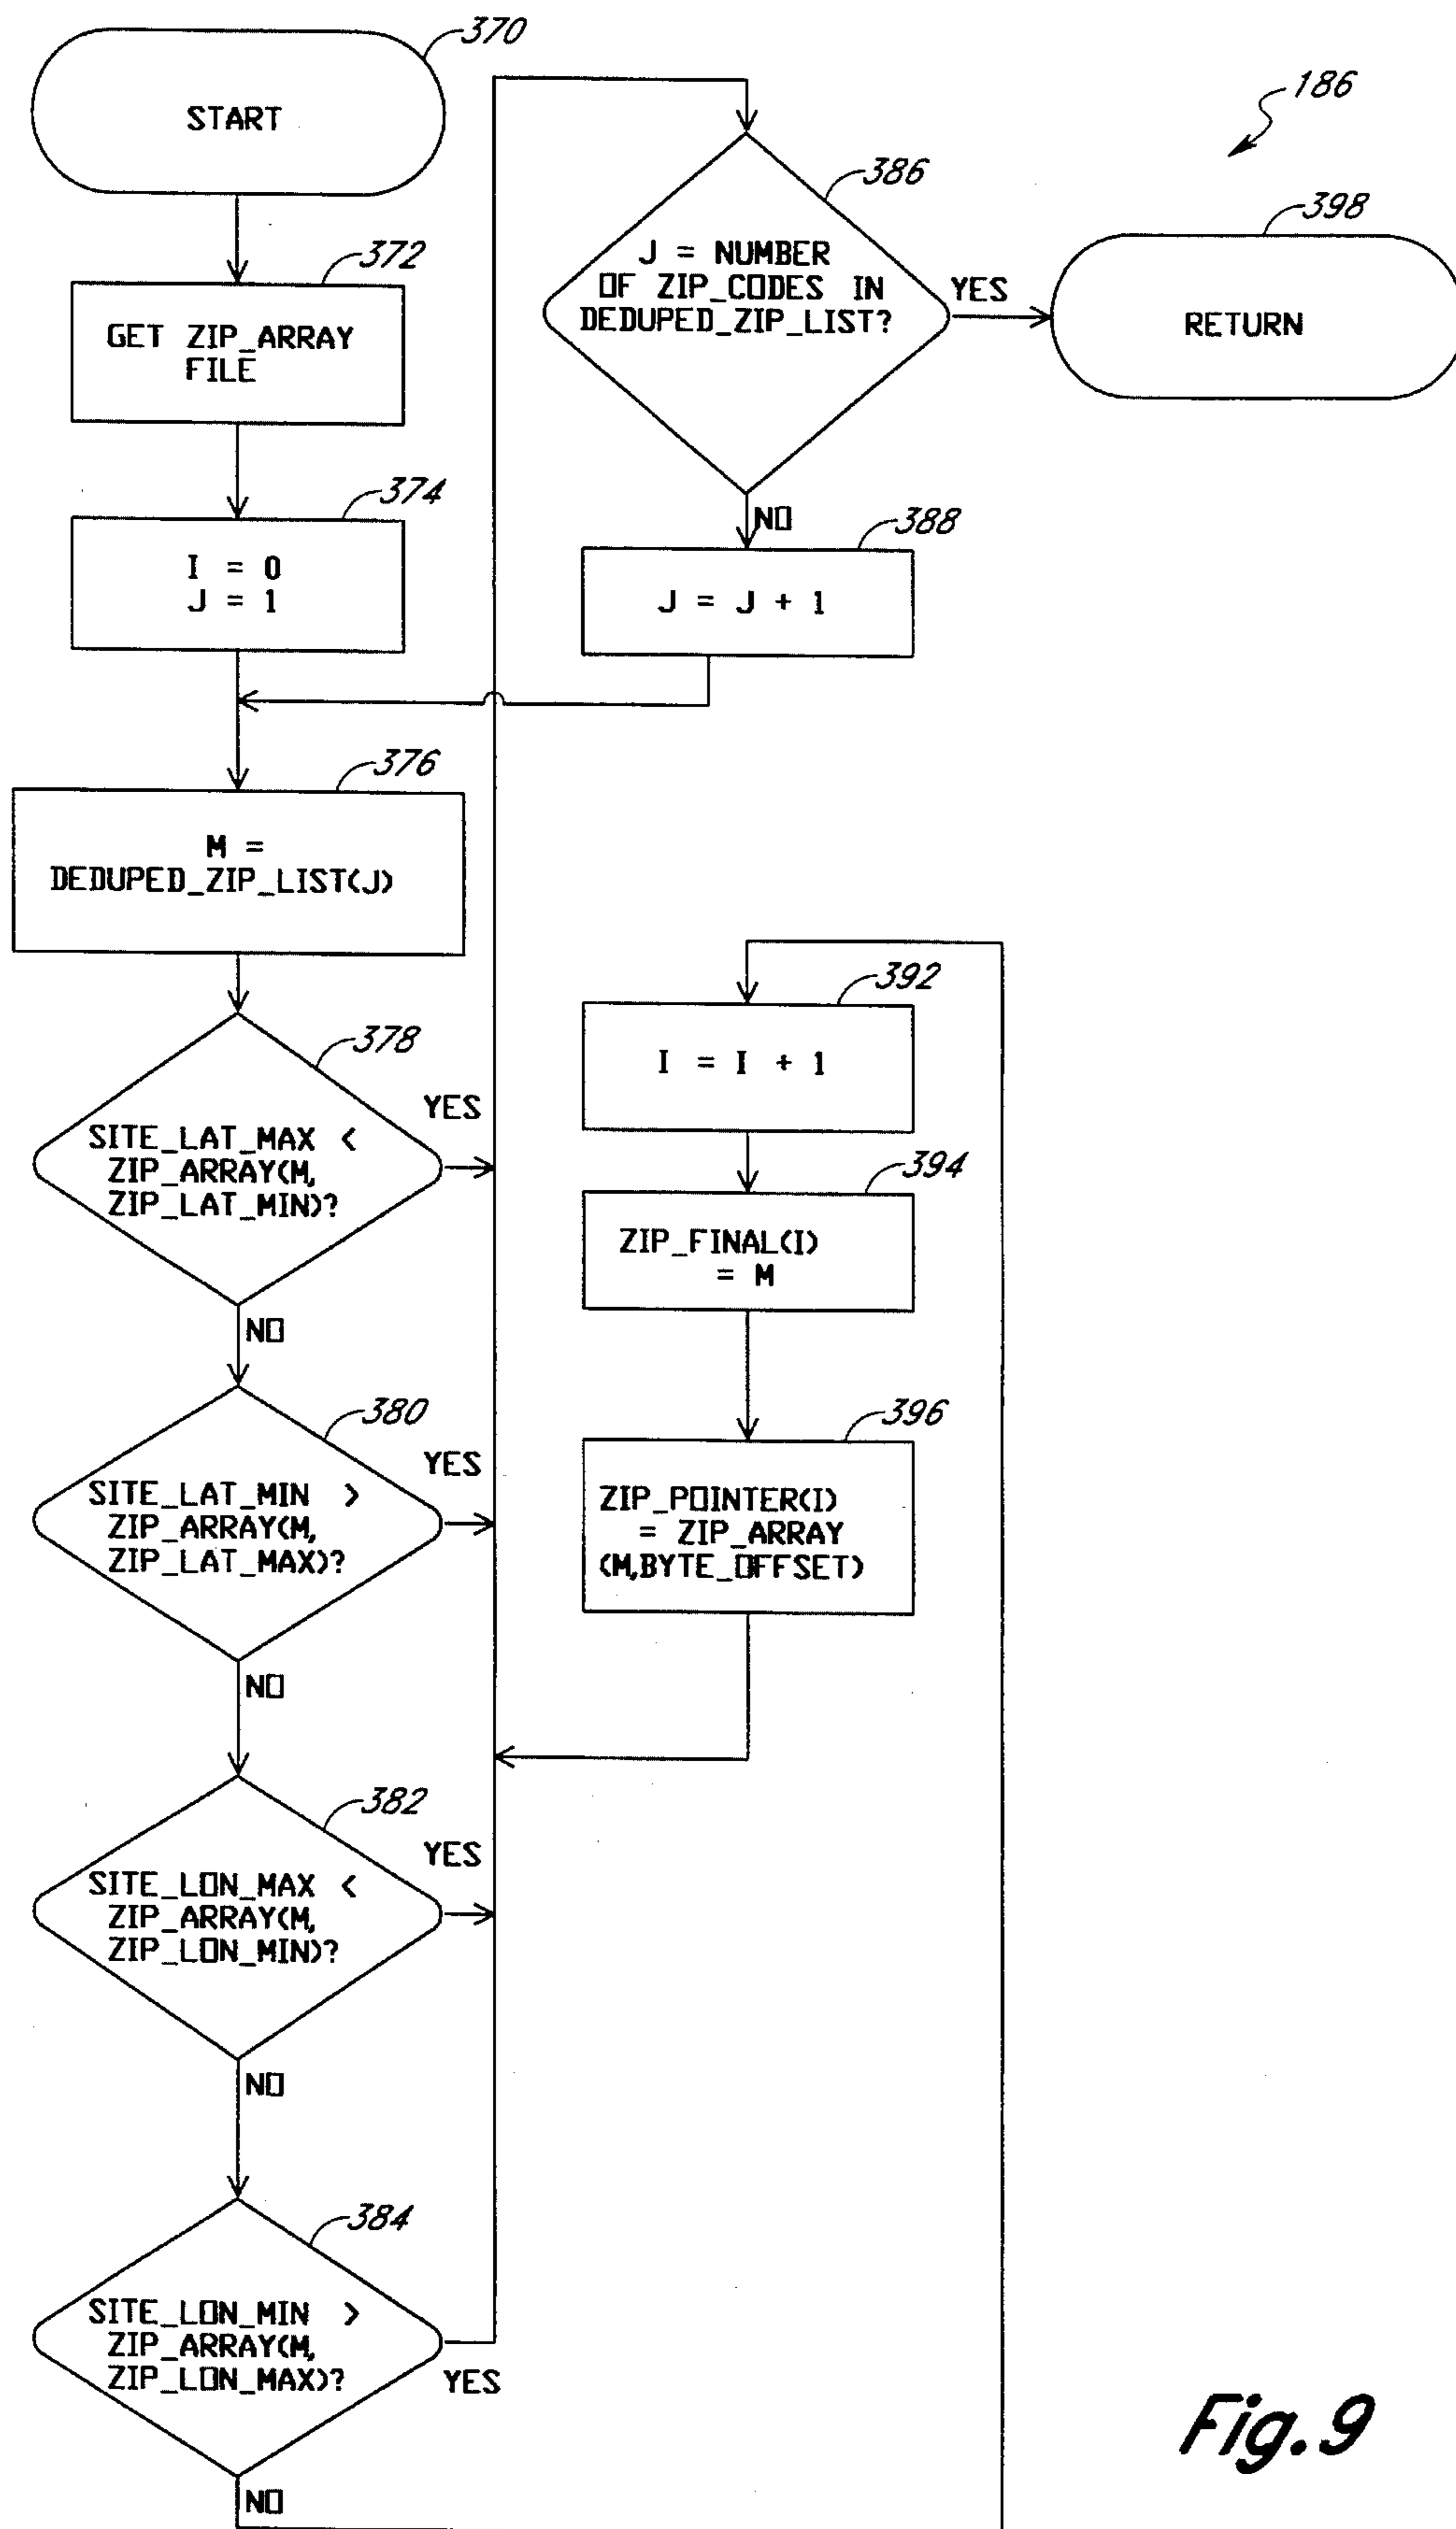 370
START
372
GET ZIP_ARRAY
FILE
374
I = 0
J = 1
376
M =
DEDUPED_ZIP_LIST(J)
378
SITE_LAT_MAX <
ZIP_ARRAY(M,
ZIP_LAT_MIN)?
YES
NO
380
SITE_LAT_MIN >
ZIP_ARRAY(M,
ZIP_LAT_MAX)?
YES
NO
382
SITE_LON_MAX <
ZIP_ARRAY(M,
ZIP_LON_MIN)?
YES
NO
384
SITE_LON_MIN >
ZIP_ARRAY(M,
ZIP_LON_MAX)?
YES
NO
386
J = NUMBER
OF ZIP_CODES IN
DEDUPED_ZIP_LIST?
YES
NO
388
J = J + 1
392
I = I + 1
394
ZIP_FINAL(I)
= M
396
ZIP_POINTER(I)
= ZIP_ARRAY
(M,BYTE_OFFSET)
186
398
RETURN
Fig. 9